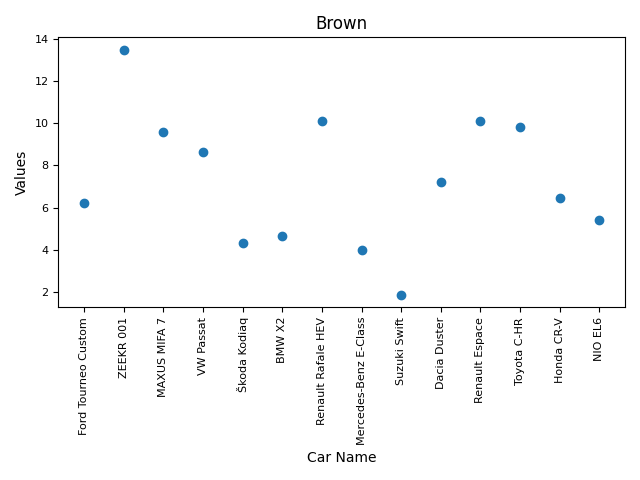 Brown
Values
14
12
10
8
6
4
2
Ford Tourneo Custom
ZEEKR 001
MAXUS MIFA 7
VW Passat
Škoda Kodiaq
BMW X2
Renault Rafale HEV
Mercedes-Benz E-Class
Suzuki Swift
Dacia Duster
Renault Espace
Toyota C-HR
Honda CR-V
NIO EL6
Car Name